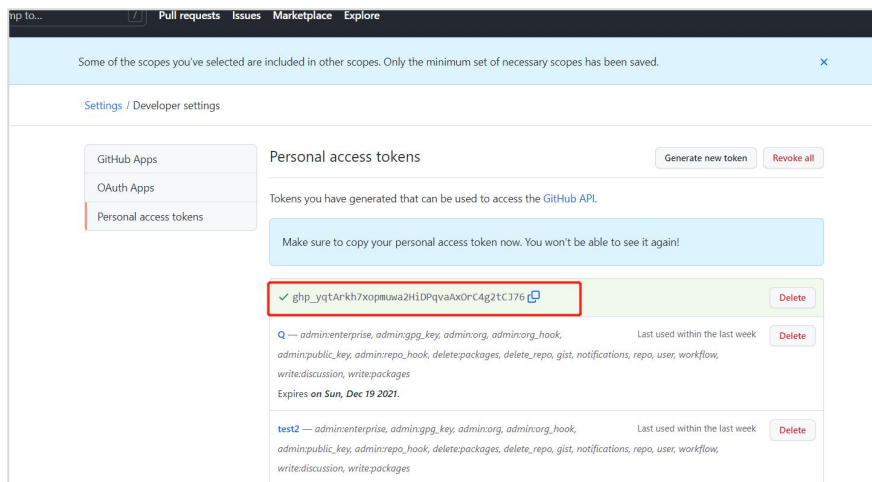 mp to...
/
Pull requests Issues Marketplace Explore
Some of the scopes you've selected are included in other scopes. Only the minimum set of necessary scopes has been saved.
Settings / Developer settings
GitHub Apps
OAuth Apps
Personal access tokens
Personal access tokens
Generate new token
Revoke all
Tokens you have generated that can be used to access the GitHub API.
Make sure to copy your personal access token now. You won't be able to see it again!
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
Delete
Q — admin:enterprise, admin:gpg_key, admin:org, admin:org_hook,
Last used within the last week
Delete
admin:public_key, admin:repo_hook, delete:packages, delete_repo, gist, notifications, repo, user, workflow,
write:discussion, write:packages
Expires on Sun, Dec 19 2021.
test2 — admin:enterprise, admin:gpg_key, admin:org, admin:org_hook,
Last used within the last week
Delete
admin:public_key, admin:repo_hook, delete:packages, delete_repo, gist, notifications, repo, user, workflow,
write:discussion, write:packages